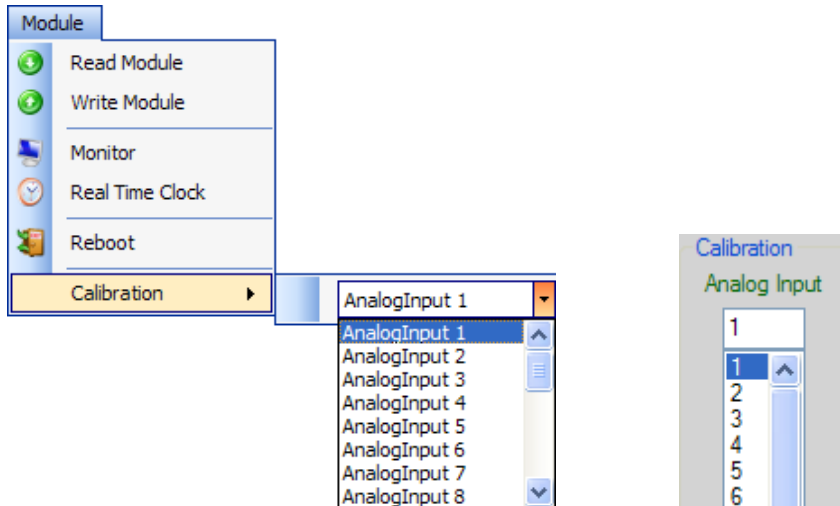 Module
Read Module
Write Module
Monitor
Real Time Clock
Reboot
Calibration
AnalogInput 1
AnalogInput 1
AnalogInput 2
AnalogInput 3
AnalogInput 4
AnalogInput 5
AnalogInput 6
AnalogInput 7
AnalogInput 8
Calibration
Analog Input
1
1
2
3
4
5
6